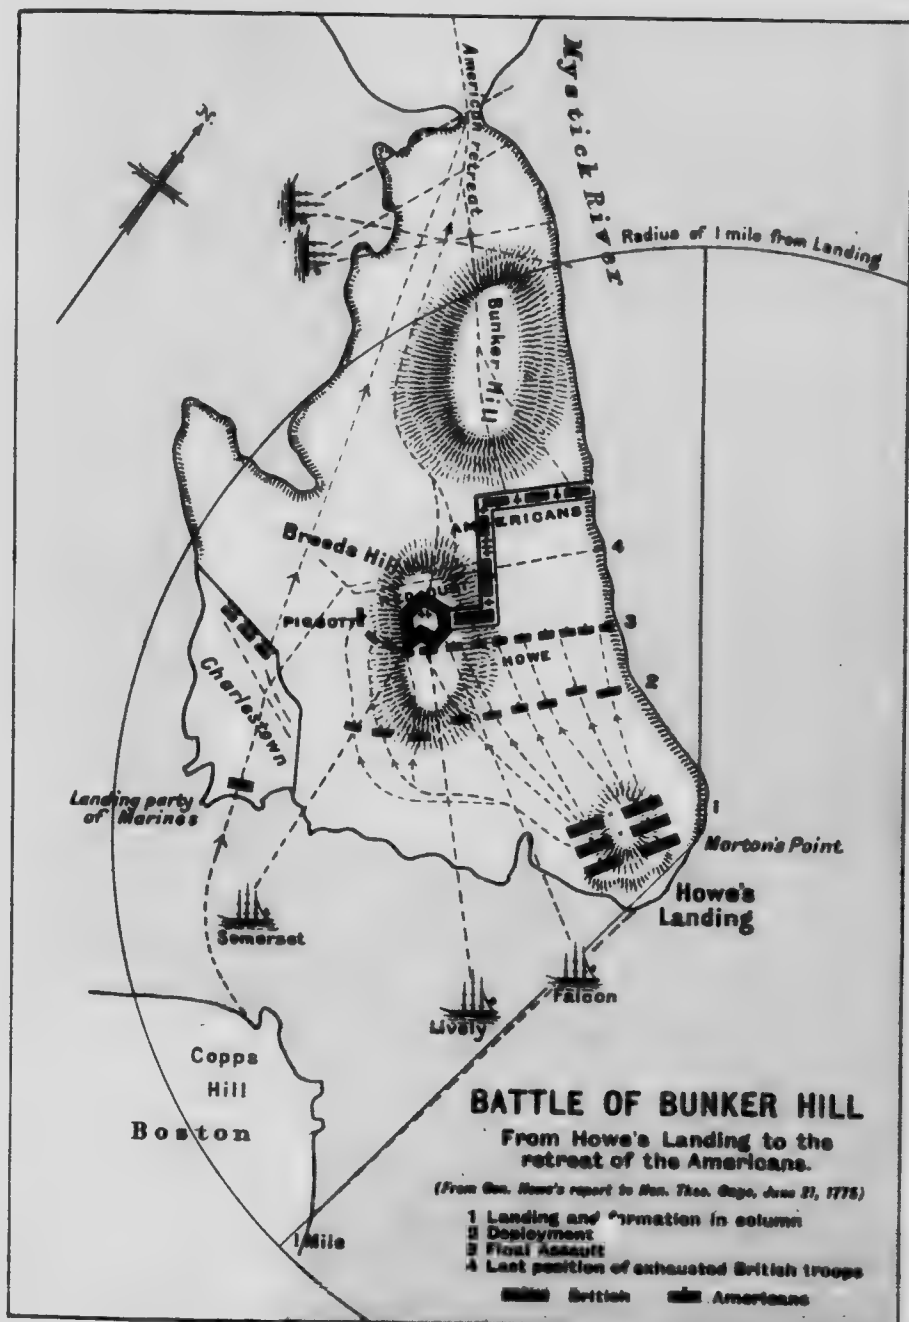 American retreat
Mystick River
N.
Radius of 1 mile from Landing
Bunker Hill
AMERICANS
4
Breeds Hill
REDOUBT
PIGGOTT
3
HOWE
2
Charlestown
1
Landing party
of Marines
Morton's Point
Howe's
Landing
Somerset
Falcon
Lively
Copps
Hill
Boston
1 Mile
BATTLE OF BUNKER HILL
From Howe's Landing to the
retreat of the Americans.
(From Gen. Howe's report to Hon. Thos. Gage, June 21, 1775)
1 Landing and formation in column
2 Deployment
3 Final Assault
4 Last position of exhausted British troops
British Americans